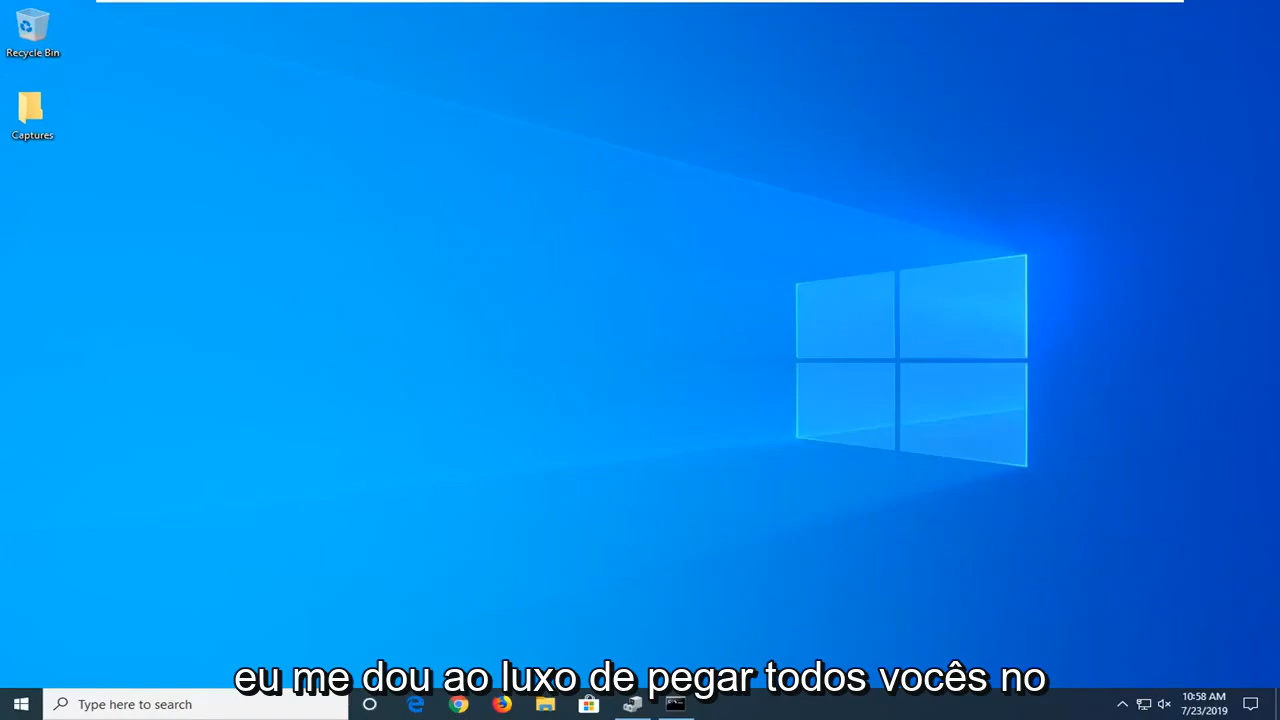 Recycle Bin
Captures
eu me dou ao luxo de pegar todos vocês no
Type here to search
10:58 AM
7/23/2019